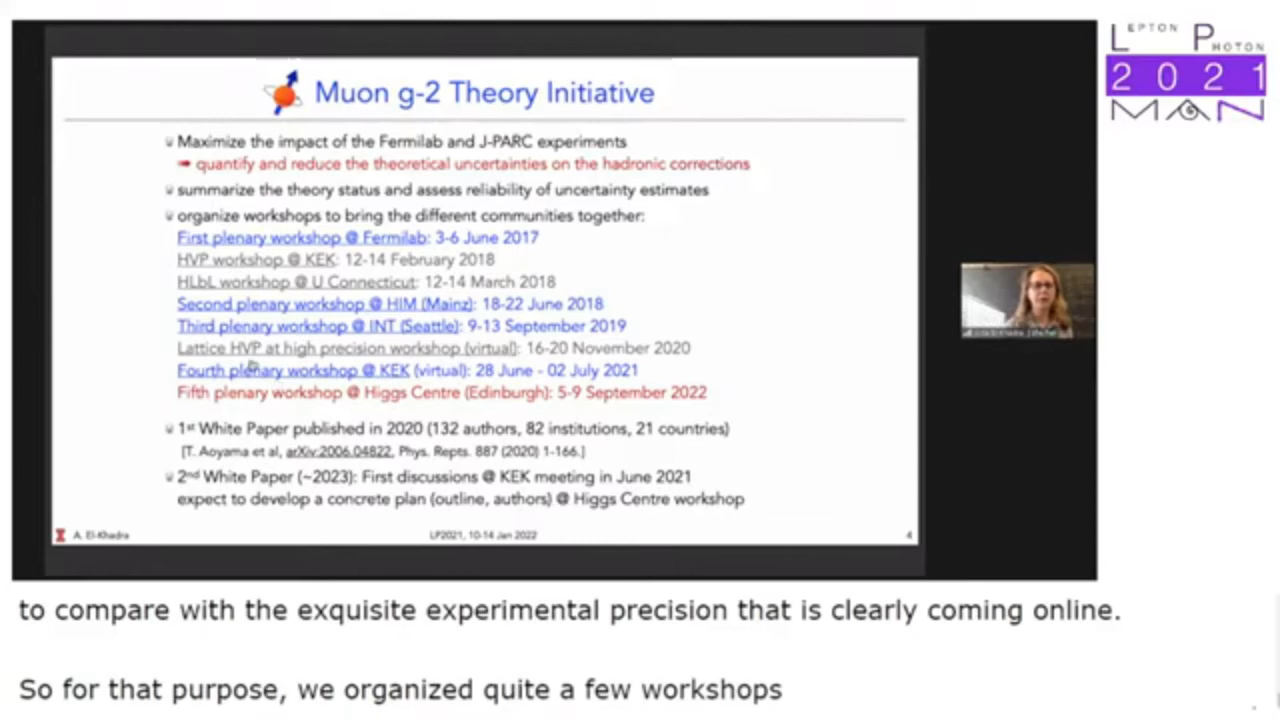 Muon g-2 Theory Initiative
Maximize the impact of the Fermilab and J-PARC experiments
➡ quantify and reduce the theoretical uncertainties on the hadronic corrections
summarize the theory status and assess reliability of uncertainty estimates
organize workshops to bring the different communities together:
First plenary workshop @ Fermilab: 3-6 June 2017
HVP workshop @ KEK: 12-14 February 2018
HLbL workshop @ U Connecticut: 12-14 March 2018
Second plenary workshop @ HIM (Mainz): 18-22 June 2018
Third plenary workshop @ INT (Seattle): 9-13 September 2019
Lattice HVP at high precision workshop (virtual): 16-20 November 2020
Fourth plenary workshop @ KEK (virtual): 28 June - 02 July 2021
Fifth plenary workshop @ Higgs Centre (Edinburgh): 5-9 September 2022
1st White Paper published in 2020 (132 authors, 82 institutions, 21 countries)
[T. Aoyama et al, arXiv:2006.04822, Phys. Repts. 887 (2020) 1-166.]
2nd White Paper (~2023): First discussions @ KEK meeting in June 2021
expect to develop a concrete plan (outline, authors) @ Higgs Centre workshop
A. El-Khadra
LP2021, 10-14 Jan 2022
4
LEPTON PHOTON
2021
MAN
to compare with the exquisite experimental precision that is clearly coming online.
So for that purpose, we organized quite a few workshops